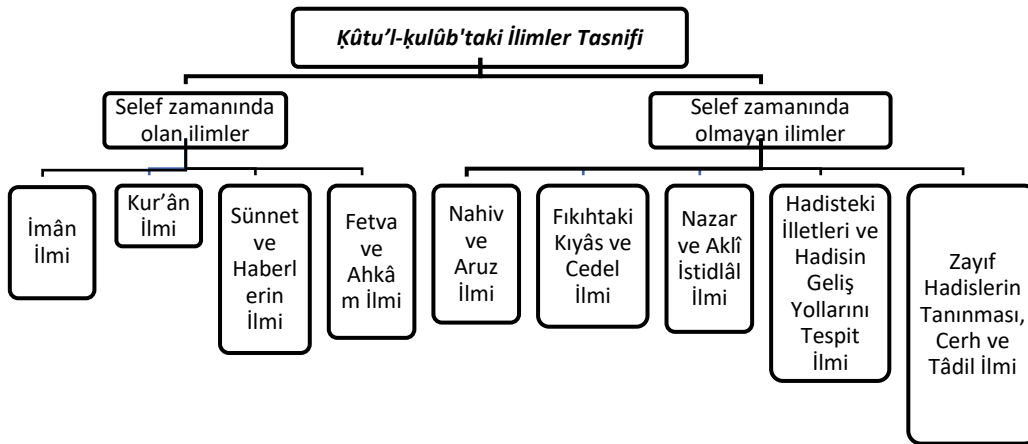 Ḳûtu’l-ḳulûb'taki İlimler Tasnifi
Selef zamanında
olan ilimler
Selef zamanında
olmayan ilimler
İmân
İlmi
Kur’ân
İlmi
Sünnet
ve
Haberl
erin
İlmi
Fetva
ve
Ahkâ
m İlmi
Nahiv
ve
Aruz
İlmi
Fıkıhtaki
Kıyâs ve
Cedel
İlmi
Nazar
ve Aklî
İstidlâl
İlmi
Hadisteki
İlletleri ve
Hadisin
Geliş
Yollarını
Tespit
İlmi
Zayıf
Hadislerin
Tanınması,
Cerh ve
Tâdil İlmi